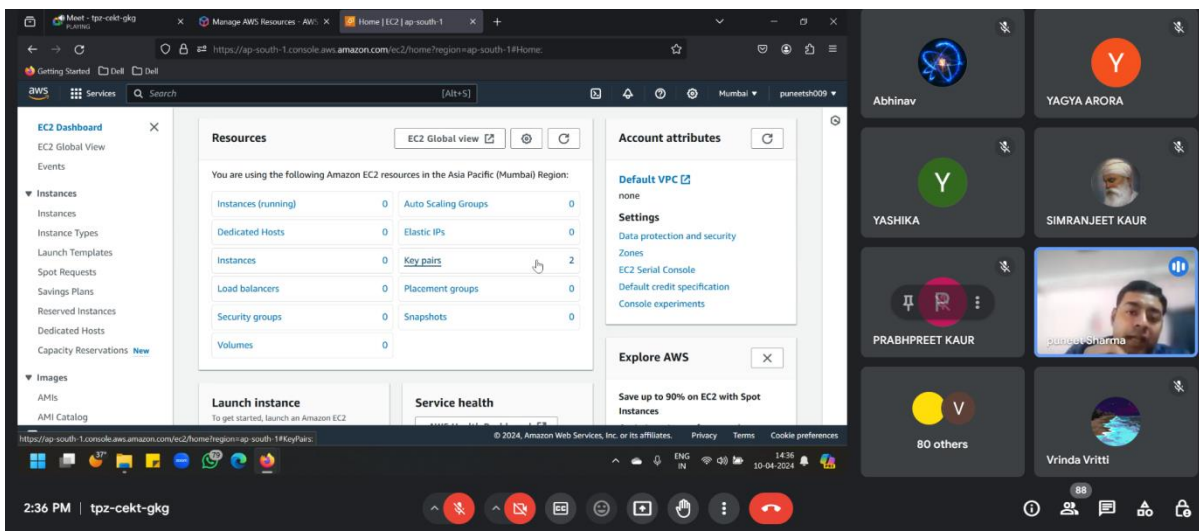 Meet - tpz-cekt-gkg
PLAYING
Manage AWS Resources - AWS
Home | EC2 | ap-south-1
https://ap-south-1.console.aws.amazon.com/ec2/home?region=ap-south-1#Home:
Getting Started Dell Dell
aws Services Search [Alt+S] Mumbai puneetsh009
EC2 Dashboard
EC2 Global View
Events
Instances
Instances
Instance Types
Launch Templates
Spot Requests
Savings Plans
Reserved Instances
Dedicated Hosts
Capacity Reservations New
Images
AMIs
AMI Catalog
Resources
EC2 Global view
You are using the following Amazon EC2 resources in the Asia Pacific (Mumbai) Region:
Instances (running) 0 Auto Scaling Groups 0
Dedicated Hosts 0 Elastic IPs 0
Instances 0 Key pairs 2
Load balancers 0 Placement groups 0
Security groups 0 Snapshots 0
Volumes 0
Launch instance
To get started, launch an Amazon EC2
Service health
Account attributes
Default VPC
none
Settings
Data protection and security
Zones
EC2 Serial Console
Default credit specification
Console experiments
Explore AWS
Save up to 90% on EC2 with Spot
Instances
https://ap-south-1.console.aws.amazon.com/ec2/home?region=ap-south-1#KeyPairs:
© 2024, Amazon Web Services, Inc. or its affiliates. Privacy Terms Cookie preferences
37°
79
ENG
IN
14:36
10-04-2024
Abhinav
Y
YAGYA ARORA
Y
YASHIKA
SIMRANJEET KAUR
R
PRABHPREET KAUR
puneet Sharma
V
80 others
Vrinda Vritti
2:36 PM | tpz-cekt-gkg
88